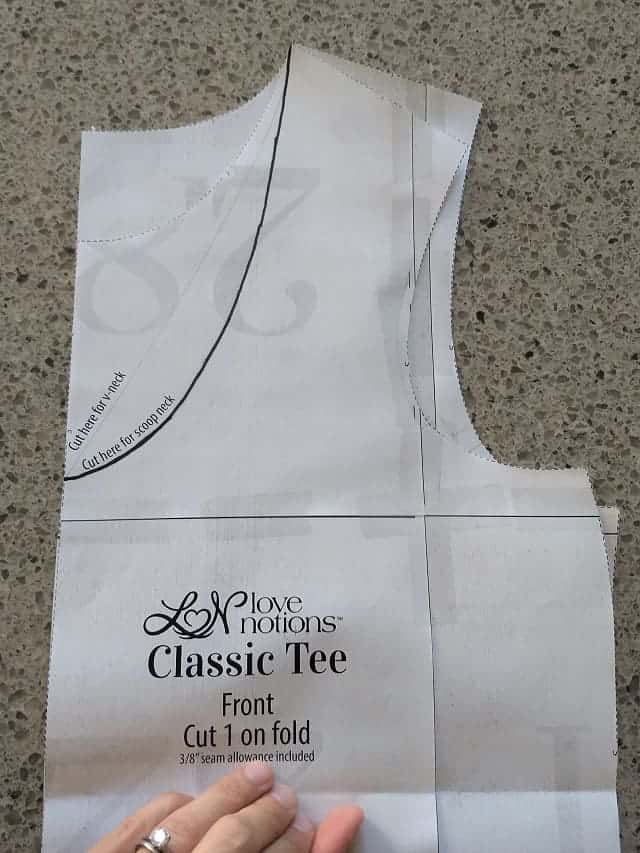 28
Cut here for v-neck
Cut here for scoop neck
LN love
notions™
Classic Tee
Front
Cut 1 on fold
3/8" seam allowance included